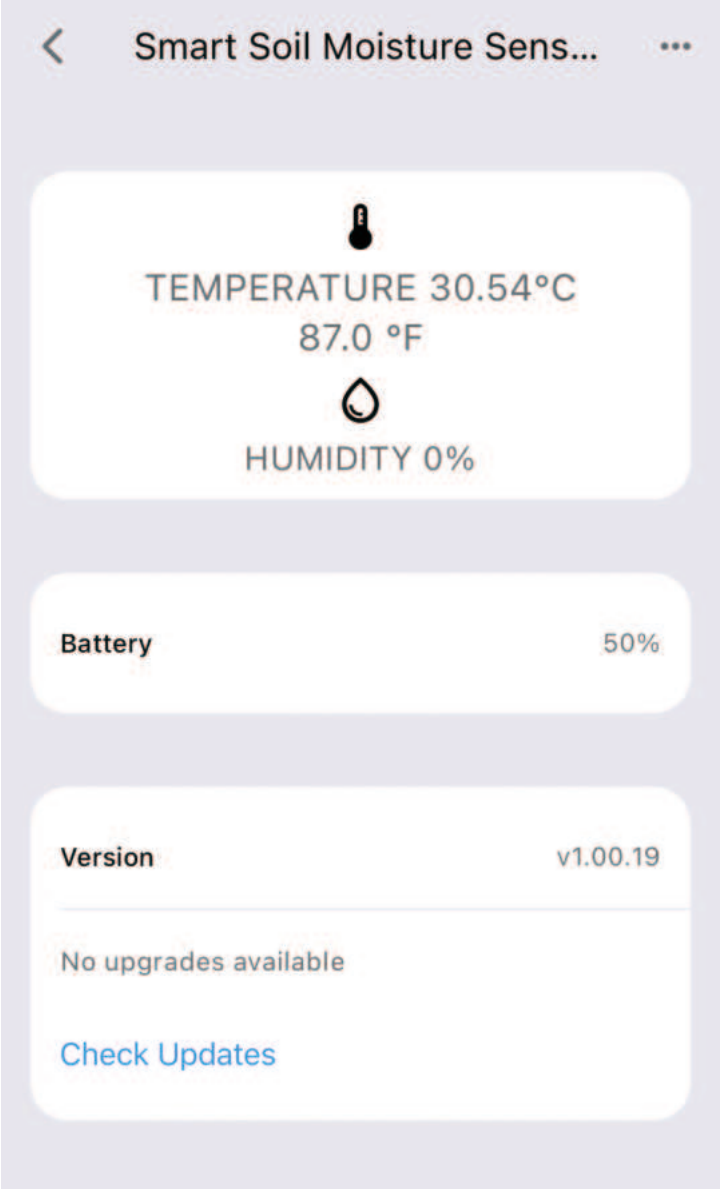 Smart Soil Moisture Sens...
TEMPERATURE 30.54°C
87.0 °F
HUMIDITY 0%
Battery 50%
Version v1.00.19
No upgrades available
Check Updates